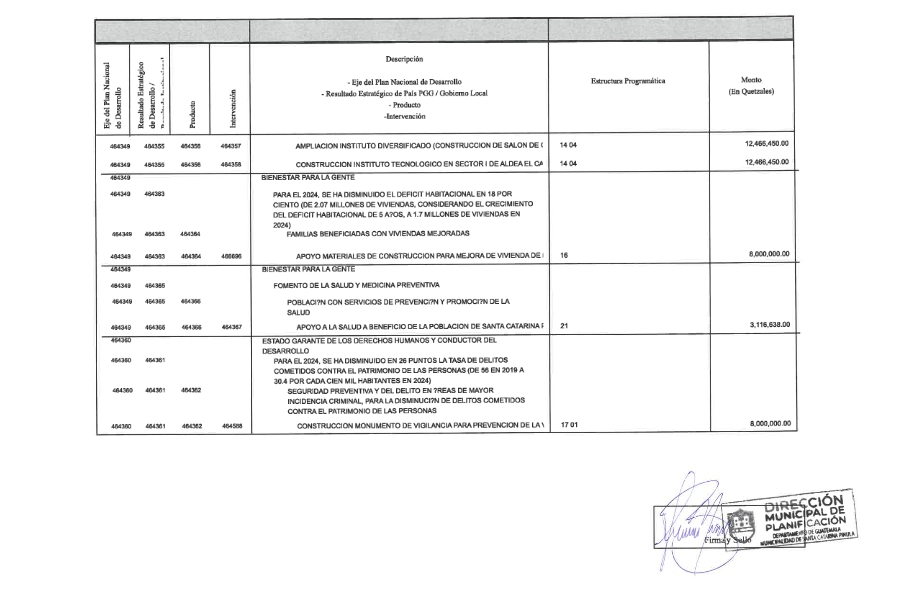 Eje del Plan Nacional
de Desarrollo
Resultado Estratégico
de Desarrollo /
Producto
Intervención
Descripción
- Eje del Plan Nacional de Desarrollo
- Resultado Estratégico de País PGG / Gobierno Local
- Producto
-Intervención
Estructura Programática
Monto
(En Quetzales)
464349 464355 464356 464357 AMPLIACION INSTITUTO DIVERSIFICADO (CONSTRUCCION DE SALON DE 14 04 12,466,450.00
464349 464355 464356 464358 CONSTRUCCION INSTITUTO TECNOLOGICO EN SECTOR I DE ALDEA EL CA 14 04 12,466,450.00
464349 BIENESTAR PARA LA GENTE
464349 464363 PARA EL 2024, SE HA DISMINUIDO EL DEFICIT HABITACIONAL EN 18 POR
CIENTO (DE 2.07 MILLONES DE VIVIENDAS, CONSIDERANDO EL CRECIMIENTO
DEL DEFICIT HABITACIONAL DE 5 A?OS, A 1.7 MILLONES DE VIVIENDAS EN
2024)
464349 464363 464364 FAMILIAS BENEFICIADAS CON VIVIENDAS MEJORADAS
464349 464363 464364 466696 APOYO MATERIALES DE CONSTRUCCION PARA MEJORA DE VIVIENDA DE 16 8,000,000.00
464349 BIENESTAR PARA LA GENTE
464349 464365 FOMENTO DE LA SALUD Y MEDICINA PREVENTIVA
464349 464365 464366 POBLACI?N CON SERVICIOS DE PREVENCI?N Y PROMOCI?N DE LA
SALUD
464349 464365 464366 464367 APOYO A LA SALUD A BENEFICIO DE LA POBLACION DE SANTA CATARINA 21 3,116,638.00
464360 ESTADO GARANTE DE LOS DERECHOS HUMANOS Y CONDUCTOR DEL
DESARROLLO
464360 464361 PARA EL 2024, SE HA DISMINUIDO EN 26 PUNTOS LA TASA DE DELITOS
COMETIDOS CONTRA EL PATRIMONIO DE LAS PERSONAS (DE 56 EN 2019 A
30.4 POR CADA CIEN MIL HABITANTES EN 2024)
464360 464361 464362 SEGURIDAD PREVENTIVA Y DEL DELITO EN ?REAS DE MAYOR
INCIDENCIA CRIMINAL, PARA LA DISMINUCI?N DE DELITOS COMETIDOS
CONTRA EL PATRIMONIO DE LAS PERSONAS
464360 464361 464362 464588 CONSTRUCCION MONUMENTO DE VIGILANCIA PARA PREVENCION DE LA 17 01 8,000,000.00
Firma y Sello
DIRECCIÓN
MUNICIPAL DE
PLANIFICACIÓN
DEPARTAMENTO DE GUATEMALA
MUNICIPALIDAD DE SANTA CATARINA PINULA